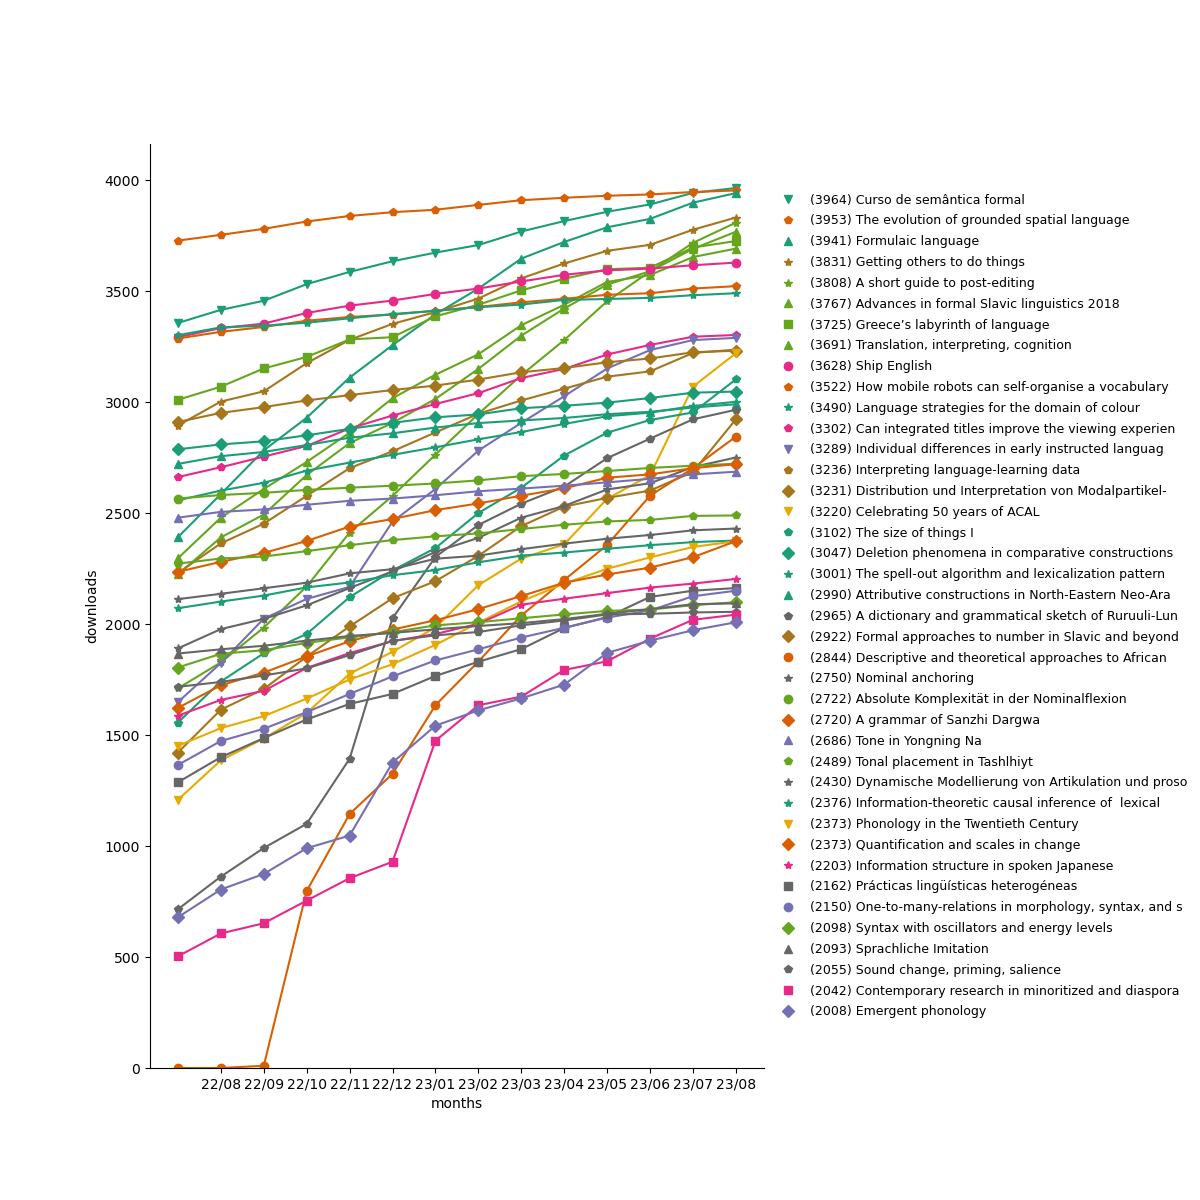 4000
3500
3000
2500
2000
1500
1000
500
0
downloads
22/08 22/09 22/10 22/11 22/12 23/01 23/02 23/03 23/04 23/05 23/06 23/07 23/08
months
(3964) Curso de semântica formal
(3953) The evolution of grounded spatial language
(3941) Formulaic language
(3831) Getting others to do things
(3808) A short guide to post-editing
(3767) Advances in formal Slavic linguistics 2018
(3725) Greece’s labyrinth of language
(3691) Translation, interpreting, cognition
(3628) Ship English
(3522) How mobile robots can self-organise a vocabulary
(3490) Language strategies for the domain of colour
(3302) Can integrated titles improve the viewing experien
(3289) Individual differences in early instructed languag
(3236) Interpreting language-learning data
(3231) Distribution und Interpretation von Modalpartikel-
(3220) Celebrating 50 years of ACAL
(3102) The size of things I
(3047) Deletion phenomena in comparative constructions
(3001) The spell-out algorithm and lexicalization pattern
(2990) Attributive constructions in North-Eastern Neo-Ara
(2965) A dictionary and grammatical sketch of Ruruuli-Lun
(2922) Formal approaches to number in Slavic and beyond
(2844) Descriptive and theoretical approaches to African
(2750) Nominal anchoring
(2722) Absolute Komplexität in der Nominalflexion
(2720) A grammar of Sanzhi Dargwa
(2686) Tone in Yongning Na
(2489) Tonal placement in Tashlhiyt
(2430) Dynamische Modellierung von Artikulation und proso
(2376) Information-theoretic causal inference of  lexical
(2373) Phonology in the Twentieth Century
(2373) Quantification and scales in change
(2203) Information structure in spoken Japanese
(2162) Prácticas lingüísticas heterogéneas
(2150) One-to-many-relations in morphology, syntax, and s
(2098) Syntax with oscillators and energy levels
(2093) Sprachliche Imitation
(2055) Sound change, priming, salience
(2042) Contemporary research in minoritized and diaspora
(2008) Emergent phonology